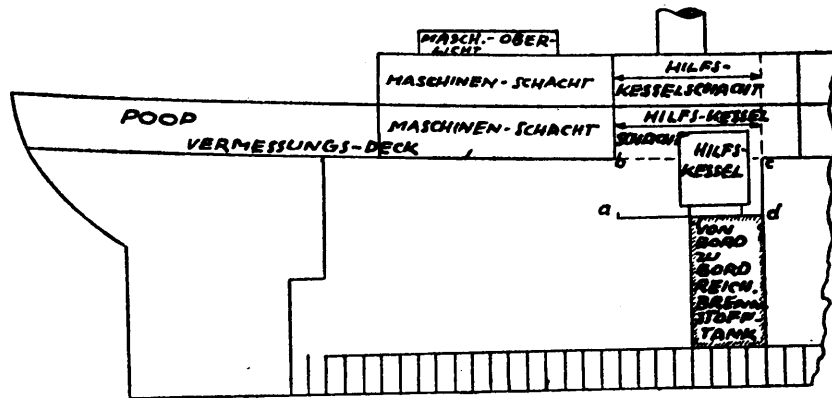 MASCH.-OBER-
LICHT
MASCHINEN-SCHACHT
HILFS-
KESSELSCHACHT
POOP
MASCHINEN-SCHACHT
HILFS-KESSEL
SCHACHT
VERMESSUNGS-DECK
b
HILFS-
KESSEL
c
a
d
VON
BORD
ZU
BORD
REICH.
BRENN
STOFF-
TANK